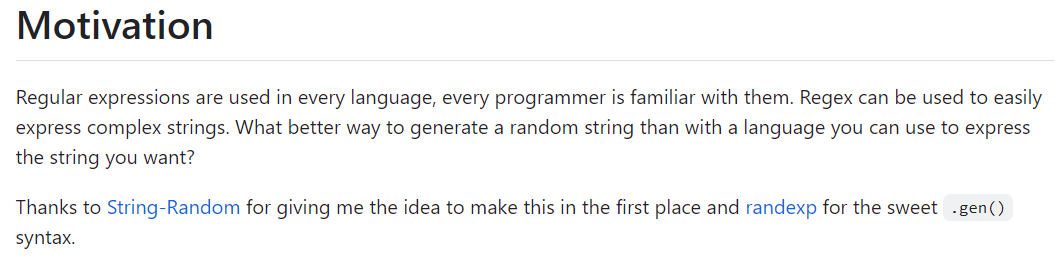 Motivation
Regular expressions are used in every language, every programmer is familiar with them. Regex can be used to easily
express complex strings. What better way to generate a random string than with a language you can use to express
the string you want?
Thanks to String-Random for giving me the idea to make this in the first place and randexp for the sweet .gen()
syntax.